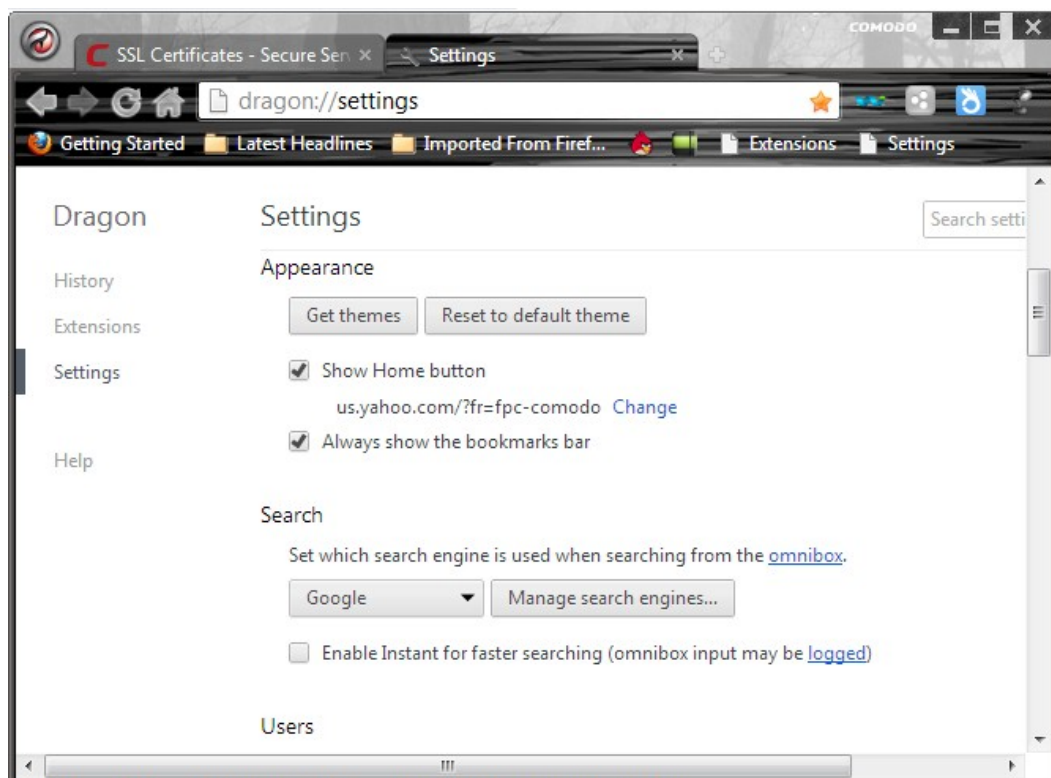 COMODO
SSL Certificates - Secure Ser
Settings
dragon://settings
Getting Started Latest Headlines Imported From Firef... Extensions Settings
Dragon
Settings
Search setti
History
Extensions
Settings
Help
Appearance
Get themes Reset to default theme
Show Home button
us.yahoo.com/?fr=fpc-comodo Change
Always show the bookmarks bar
Search
Set which search engine is used when searching from the omnibox.
Google Manage search engines...
Enable Instant for faster searching (omnibox input may be logged)
Users